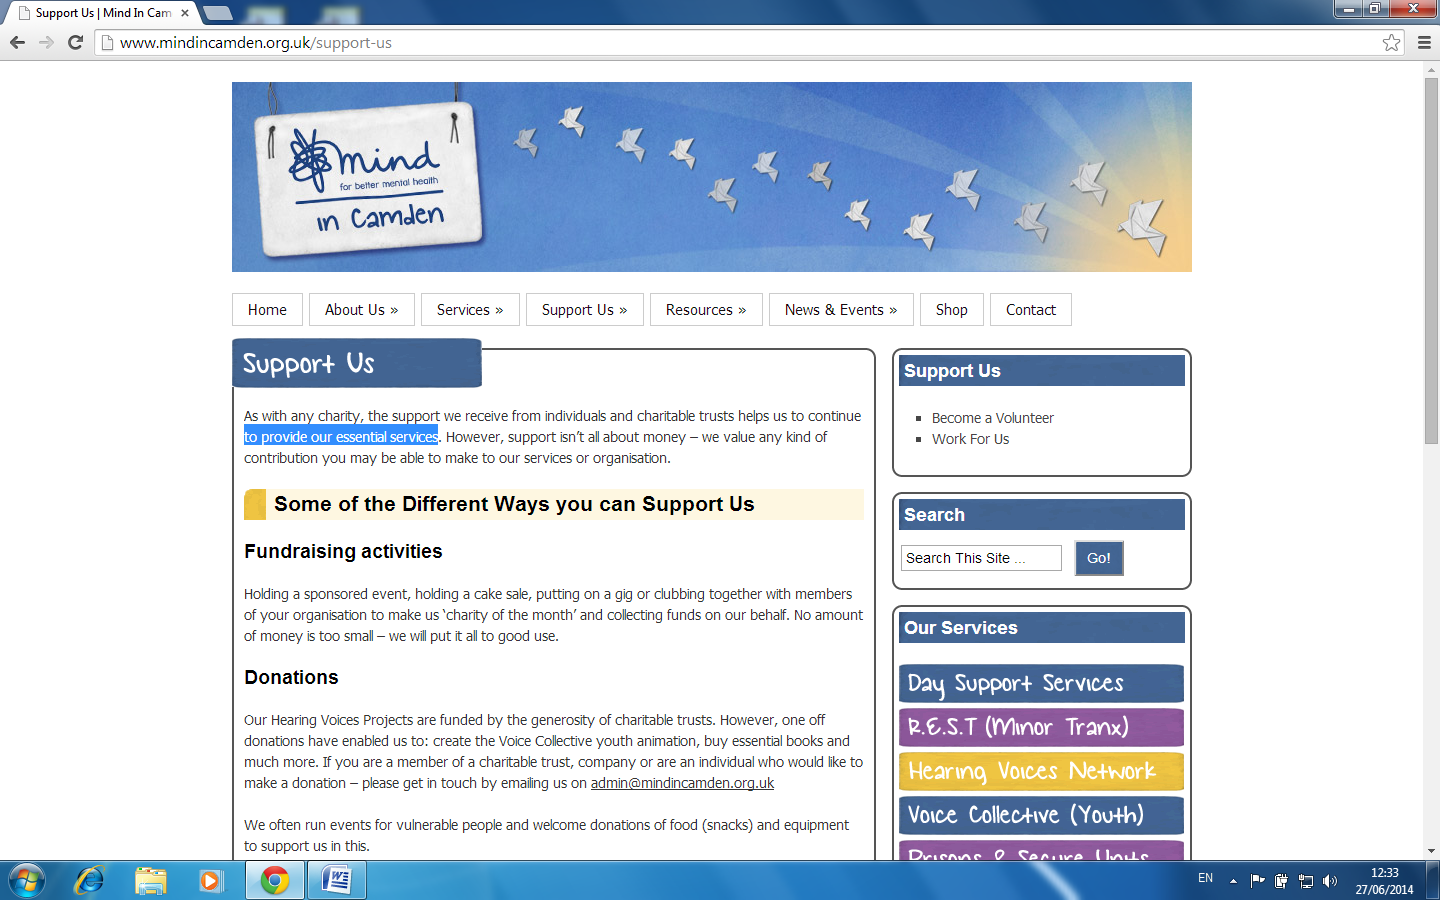 Support Us | Mind In Cam
www.mindincamden.org.uk/support-us
mind
for better mental health
in Camden
Home
About Us »
Services »
Support Us »
Resources »
News & Events »
Shop
Contact
Support Us
As with any charity, the support we receive from individuals and charitable trusts helps us to continue
to provide our essential services. However, support isn’t all about money – we value any kind of
contribution you may be able to make to our services or organisation.
Some of the Different Ways you can Support Us
Fundraising activities
Holding a sponsored event, holding a cake sale, putting on a gig or clubbing together with members
of your organisation to make us ‘charity of the month’ and collecting funds on our behalf. No amount
of money is too small – we will put it all to good use.
Donations
Our Hearing Voices Projects are funded by the generosity of charitable trusts. However, one off
donations have enabled us to: create the Voice Collective youth animation, buy essential books and
much more. If you are a member of a charitable trust, company or are an individual who would like to
make a donation – please get in touch by emailing us on admin@mindincamden.org.uk
We often run events for vulnerable people and welcome donations of food (snacks) and equipment
to support us in this.
Support Us
Become a Volunteer
Work For Us
Search
Search This Site ...
Go!
Our Services
Day Support Services
R.E.S.T (Minor Tranx)
Hearing Voices Network
Voice Collective (Youth)
Prisons & Secure Units
EN
12:33
27/06/2014